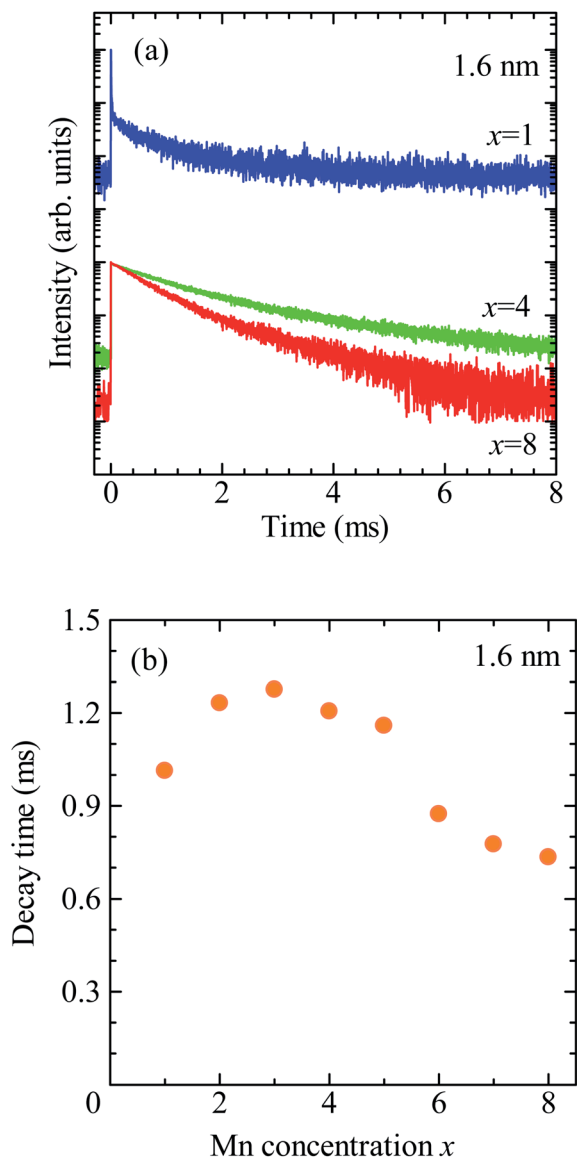 (a)
1.6 nm
x=1
x=4
x=8
Intensity (arb. units)
0 2 4 6 8
Time (ms)
(b)
1.6 nm
1.5
1.2
0.9
0.6
0.3
0
Decay time (ms)
0 2 4 6 8
Mn concentration x